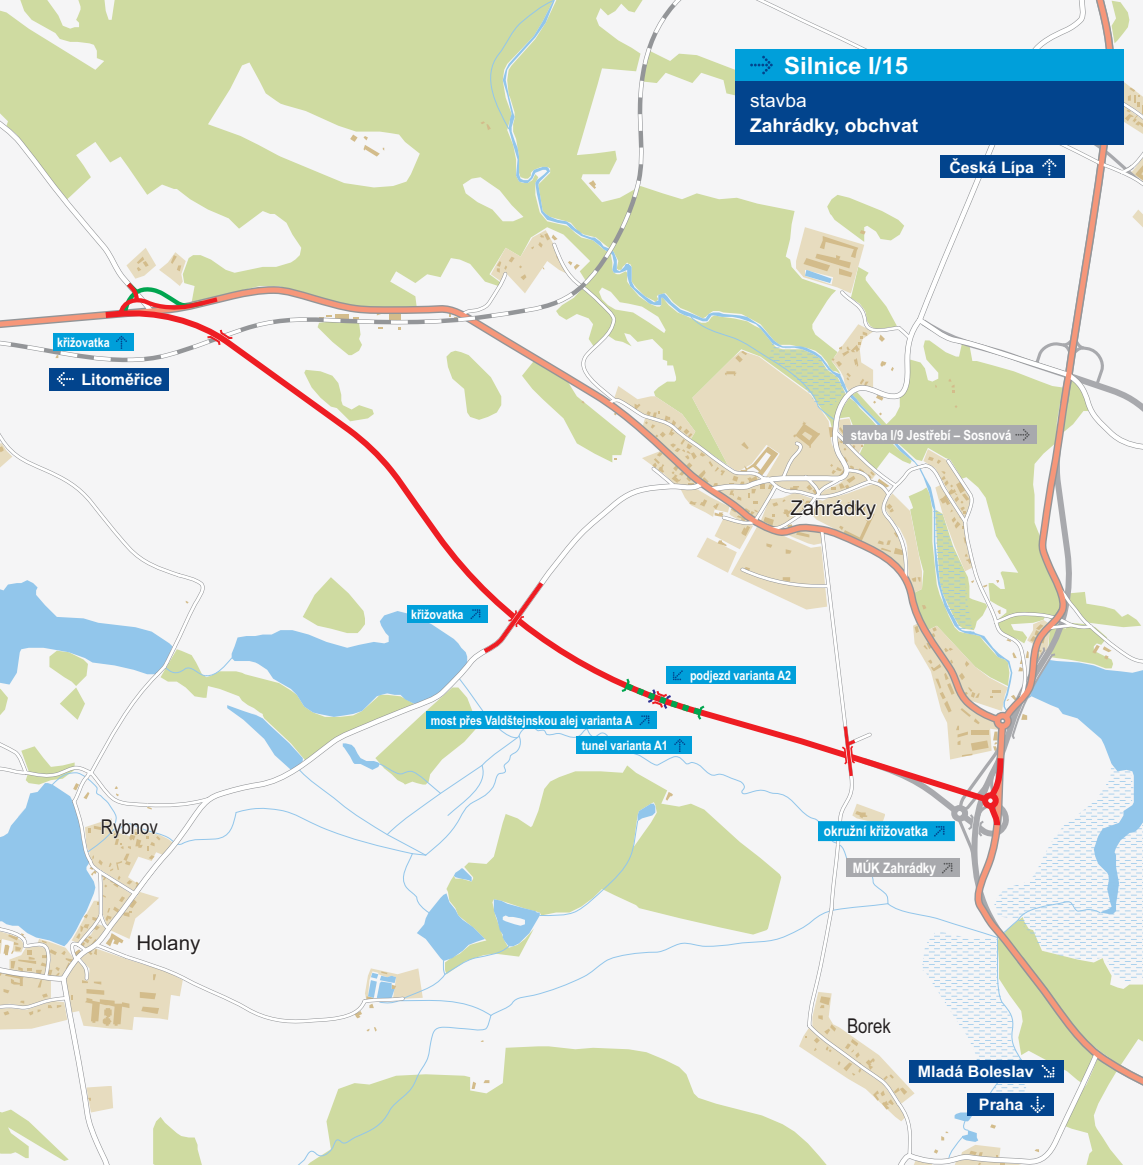 Silnice I/15
stavba
Zahrádky, obchvat
Česká Lípa
křižovatka
Litoměřice
stavba I/9 Jestřebí – Sosnová
Zahrádky
křižovatka
podjezd varianta A2
most přes Valdštejnskou alej varianta A
tunel varianta A1
Rybnov
okružní křižovatka
MÚK Zahrádky
Holany
Borek
Mladá Boleslav
Praha